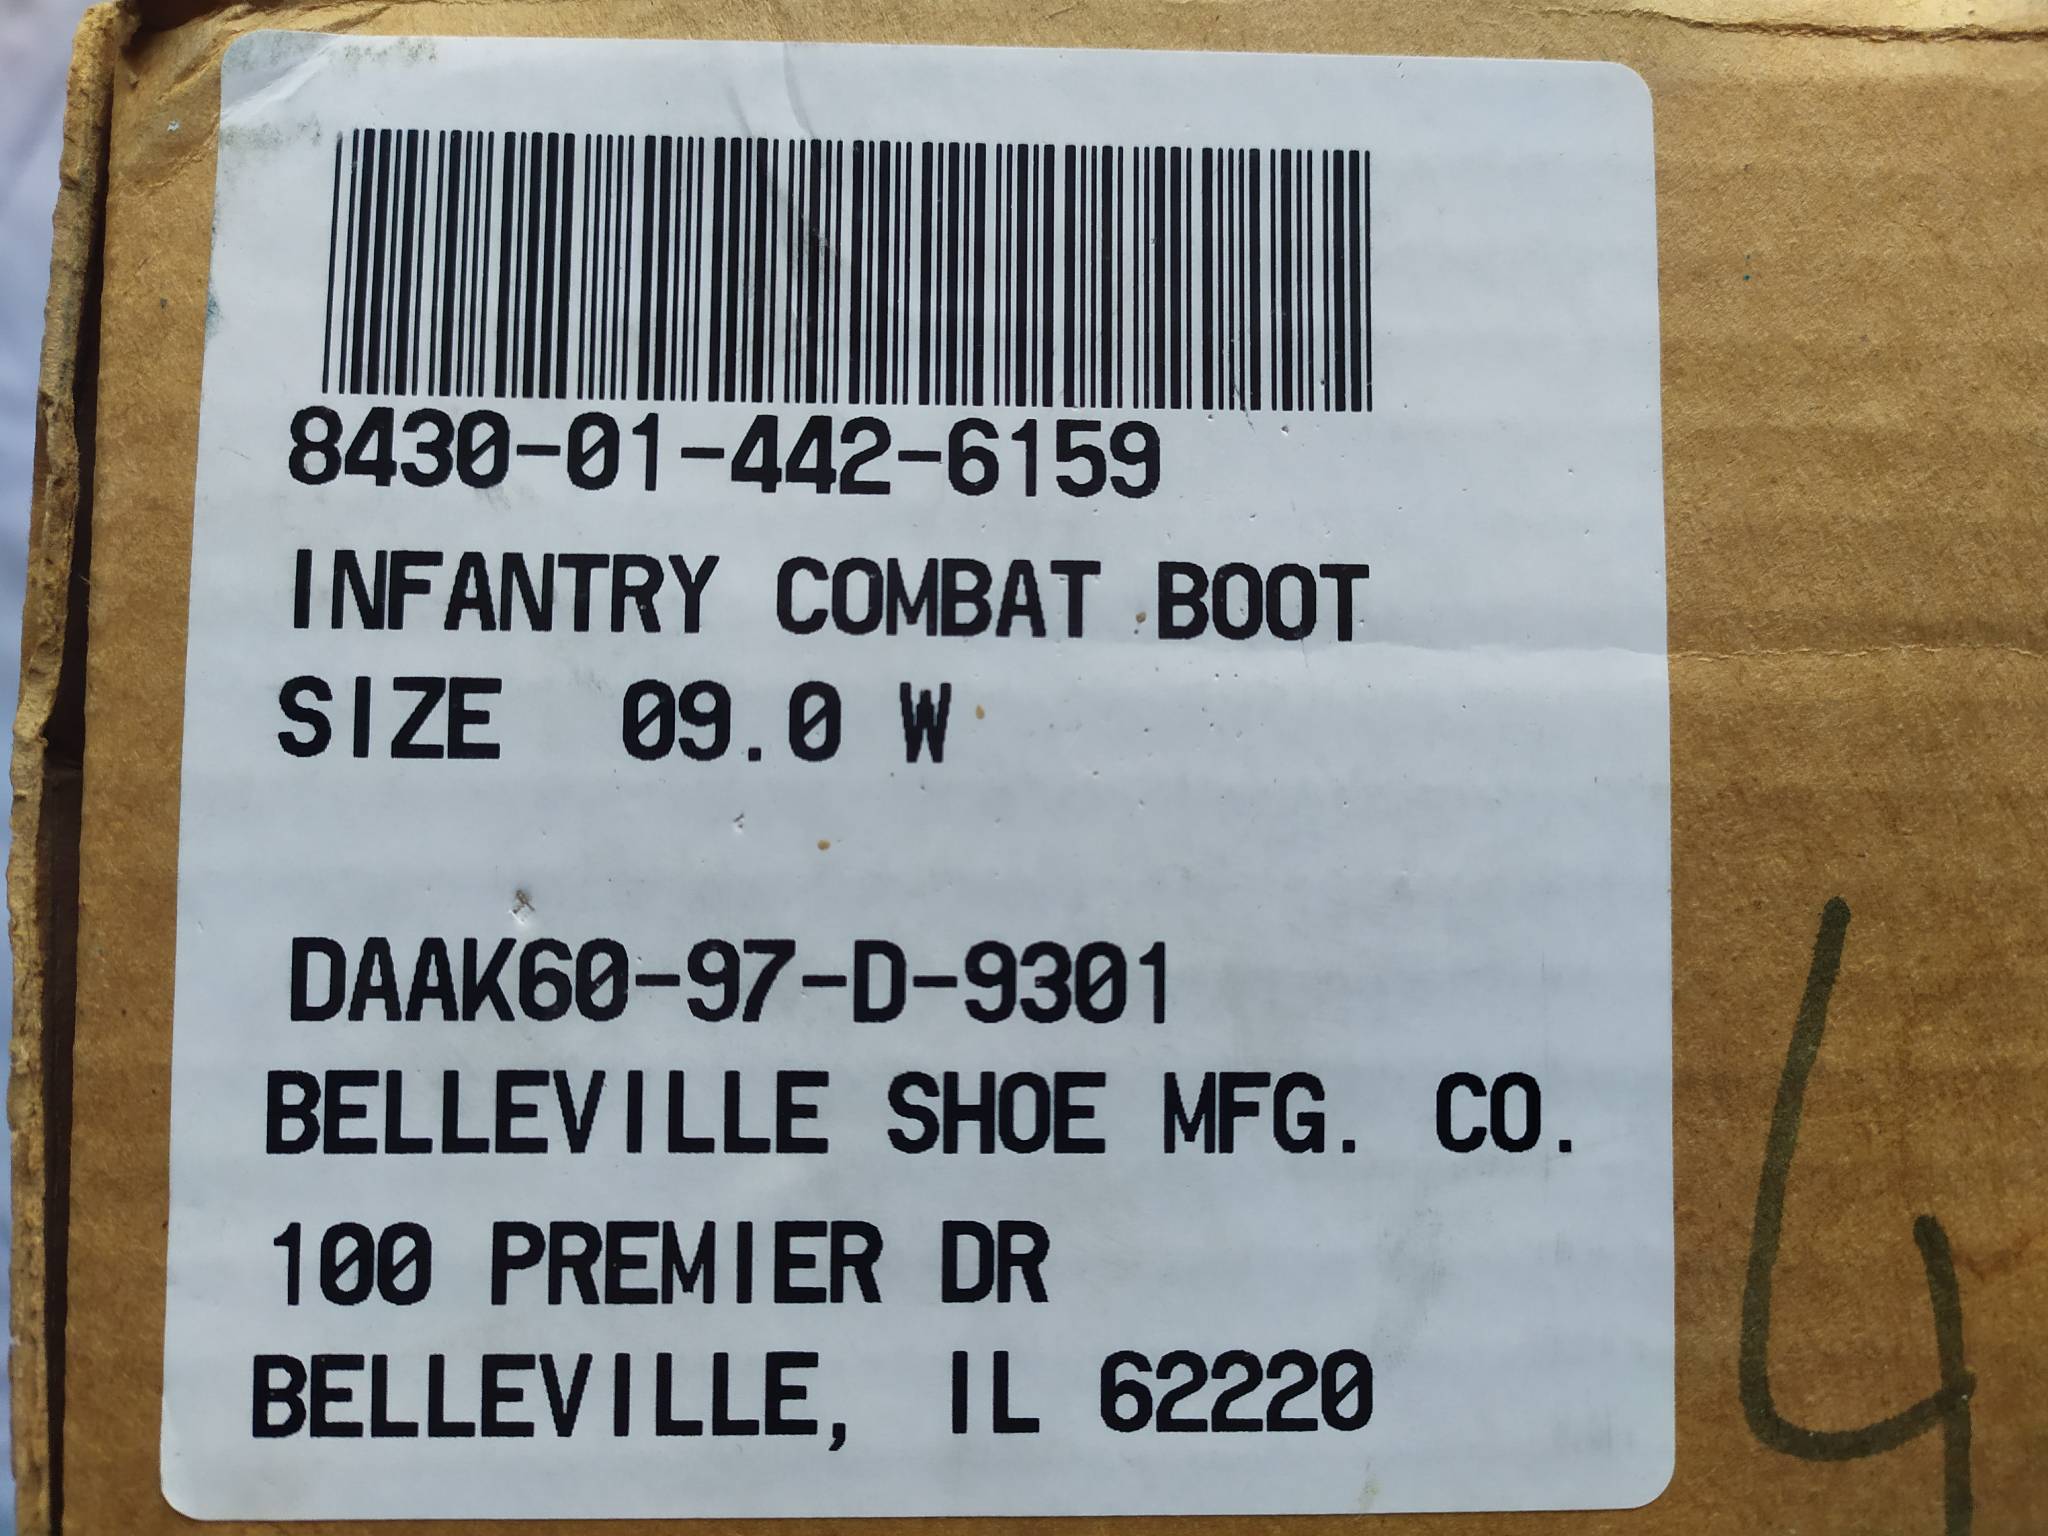 8430-01-442-6159
INFANTRY COMBAT BOOT
SIZE 09.0 W
DAAK60-97-D-9301
BELLEVILLE SHOE MFG. CO.
100 PREMIER DR
BELLEVILLE, IL 62220
4